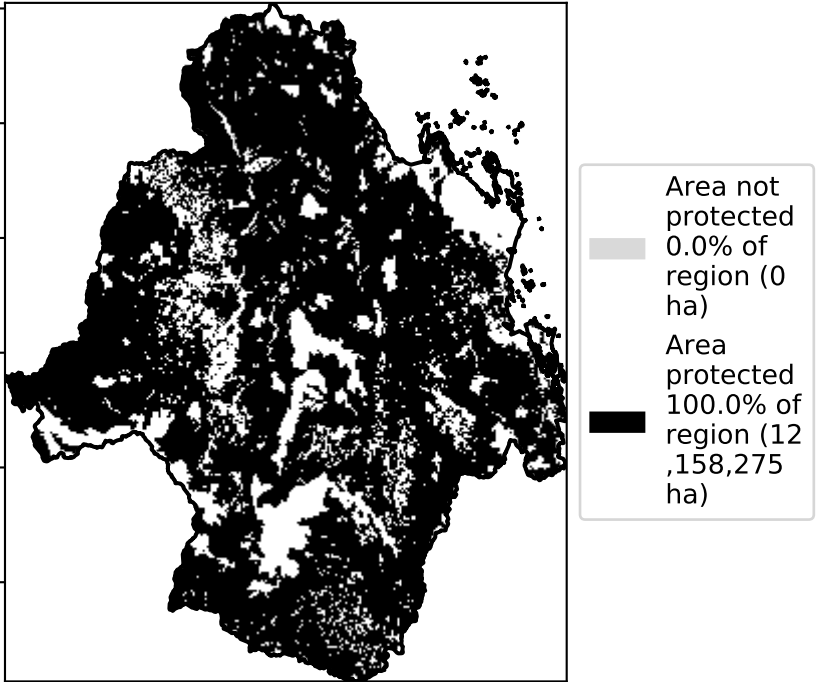 Area not
protected
0.0% of
region (0
ha)
Area
protected
100.0% of
region (12
,158,275
ha)